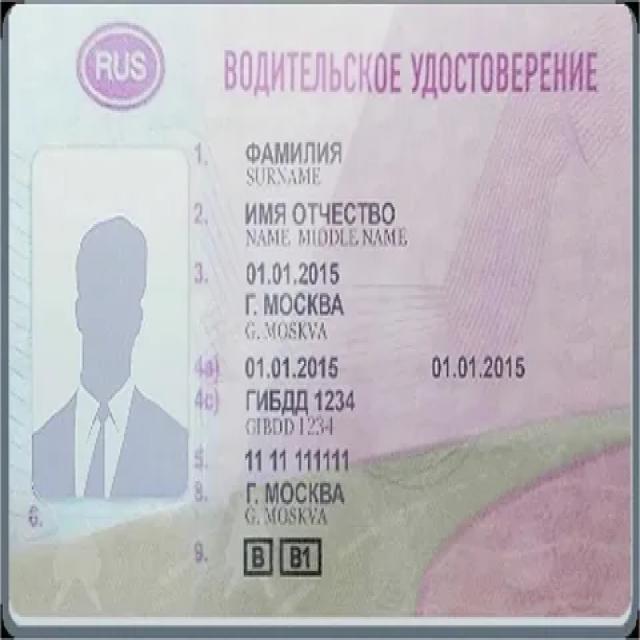 RUS
ВОДИТЕЛЬСКОЕ УДОСТОВЕРЕНИЕ
1. ФАМИЛИЯ
SURNAME
2. ИМЯ ОТЧЕСТВО
NAME MIDDLE NAME
3. 01.01.2015
Г. МОСКВА
G. MOSKVA
4a) 01.01.2015 01.01.2015
4c) ГИБДД 1234
GIBDD 1234
5. 11 11 111111
8. Г. МОСКВА
G. MOSKVA
6.
9. B B1